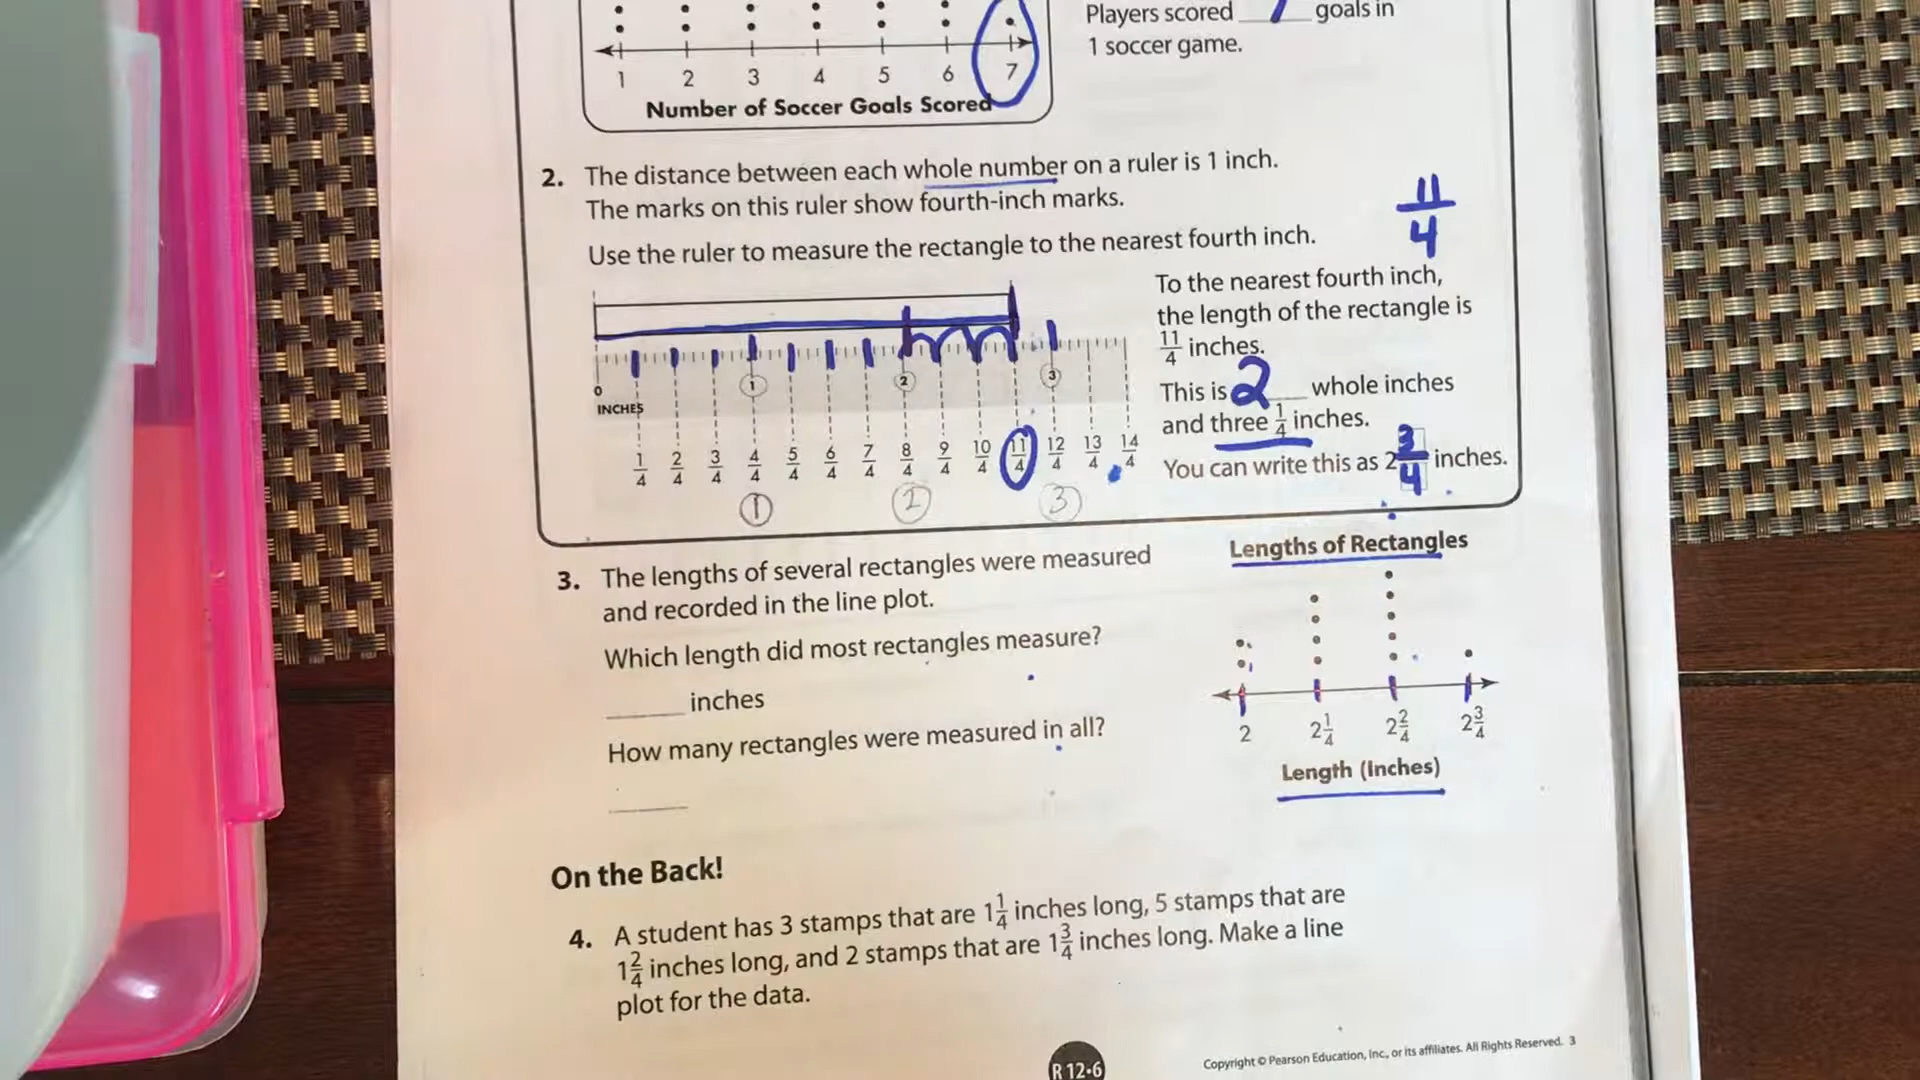 Players scored 7 goals in
1 soccer game.
1 2 3 4 5 6 7
Number of Soccer Goals Scored
2. The distance between each whole number on a ruler is 1 inch.
The marks on this ruler show fourth-inch marks.
Use the ruler to measure the rectangle to the nearest fourth inch.
11/4
To the nearest fourth inch,
the length of the rectangle is
11/4 inches.
This is 2 whole inches
and three 1/4 inches.
You can write this as 2 3/4 inches.
0 1 2 3
INCHES
1/4 2/4 3/4 4/4 5/4 6/4 7/4 8/4 9/4 10/4 11/4 12/4 13/4 14/4
1 2 3
3. The lengths of several rectangles were measured
and recorded in the line plot.
Which length did most rectangles measure?
____ inches
How many rectangles were measured in all?
____
Lengths of Rectangles
2 2 1/4 2 2/4 2 3/4
Length (Inches)
On the Back!
4. A student has 3 stamps that are 1 1/4 inches long, 5 stamps that are
1 2/4 inches long, and 2 stamps that are 1 3/4 inches long. Make a line
plot for the data.
R 12•6
Copyright © Pearson Education, Inc., or its affiliates. All Rights Reserved. 3